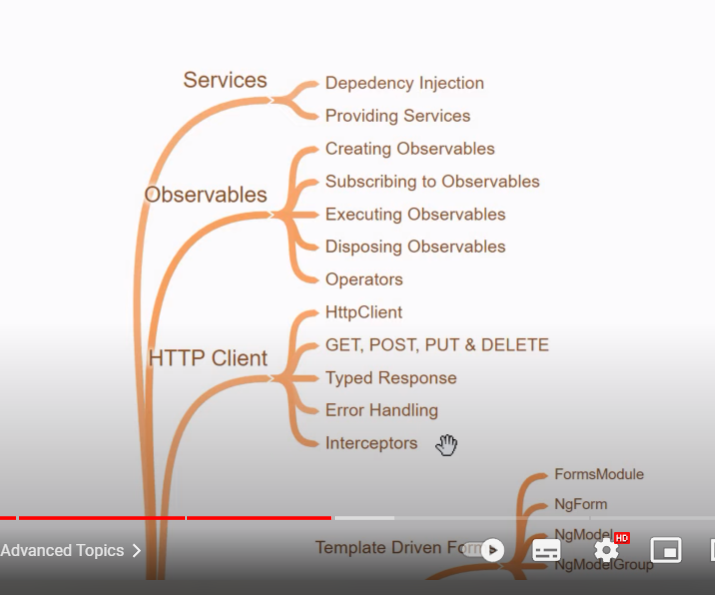 Services
Depedency Injection
Providing Services
Observables
Creating Observables
Subscribing to Observables
Executing Observables
Disposing Observables
Operators
HTTP Client
HttpClient
GET, POST, PUT & DELETE
Typed Response
Error Handling
Interceptors
FormsModule
NgForm
NgModel
NgModelGroup
Template Driven Form
Advanced Topics
HD